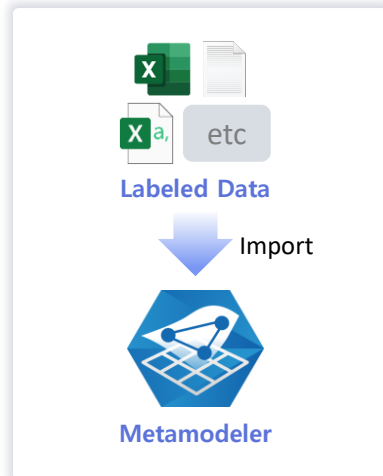 X
X a,
etc
Labeled Data
Import
Metamodeler